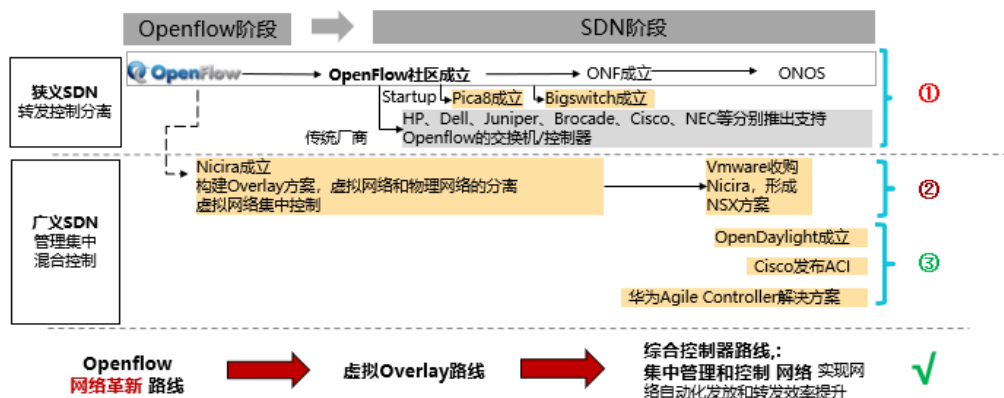 Openflow阶段
SDN阶段
OpenFlow
OpenFlow社区成立
ONF成立
ONOS
狭义SDN
转发控制分离
①
Startup
Pica8成立
Bigswitch成立
传统厂商
HP、Dell、Juniper、Brocade、Cisco、NEC等分别推出支持
Openflow的交换机/控制器
Nicira成立
构建Overlay方案，虚拟网络和物理网络的分离
虚拟网络集中控制
Vmware收购
Nicira，形成
NSX方案
②
广义SDN
管理集中
混合控制
OpenDaylight成立
Cisco发布ACI
③
华为Agile Controller解决方案
Openflow
网络革新 路线
虚拟Overlay路线
综合控制器路线,：
集中管理和控制 网络 实现网
络自动化发放和转发效率提升
√